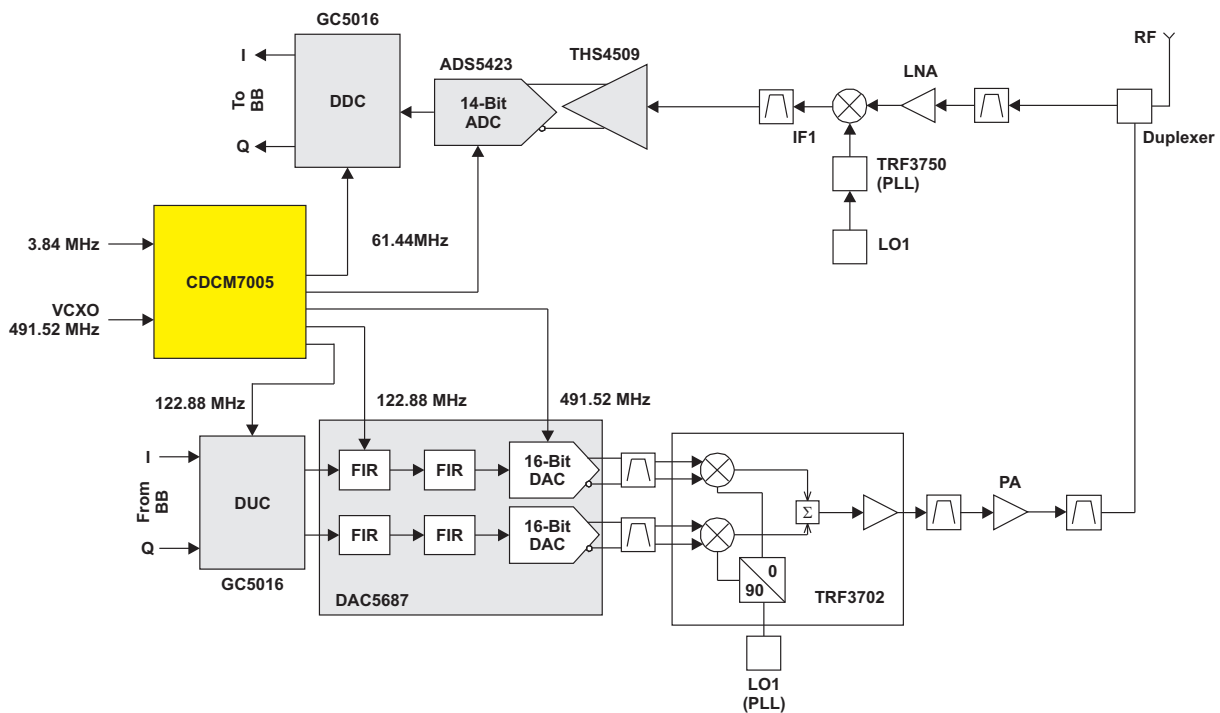 GC5016
I
To
BB
Q
DDC
ADS5423
14-Bit
ADC
THS4509
IF1
LNA
RF
Duplexer
TRF3750
(PLL)
LO1
3.84 MHz
VCXO
491.52 MHz
CDCM7005
61.44MHz
122.88 MHz
122.88 MHz
491.52 MHz
I
From
BB
Q
DUC
GC5016
FIR
FIR
16-Bit
DAC
FIR
FIR
16-Bit
DAC
DAC5687
Σ
0
90
TRF3702
LO1
(PLL)
PA